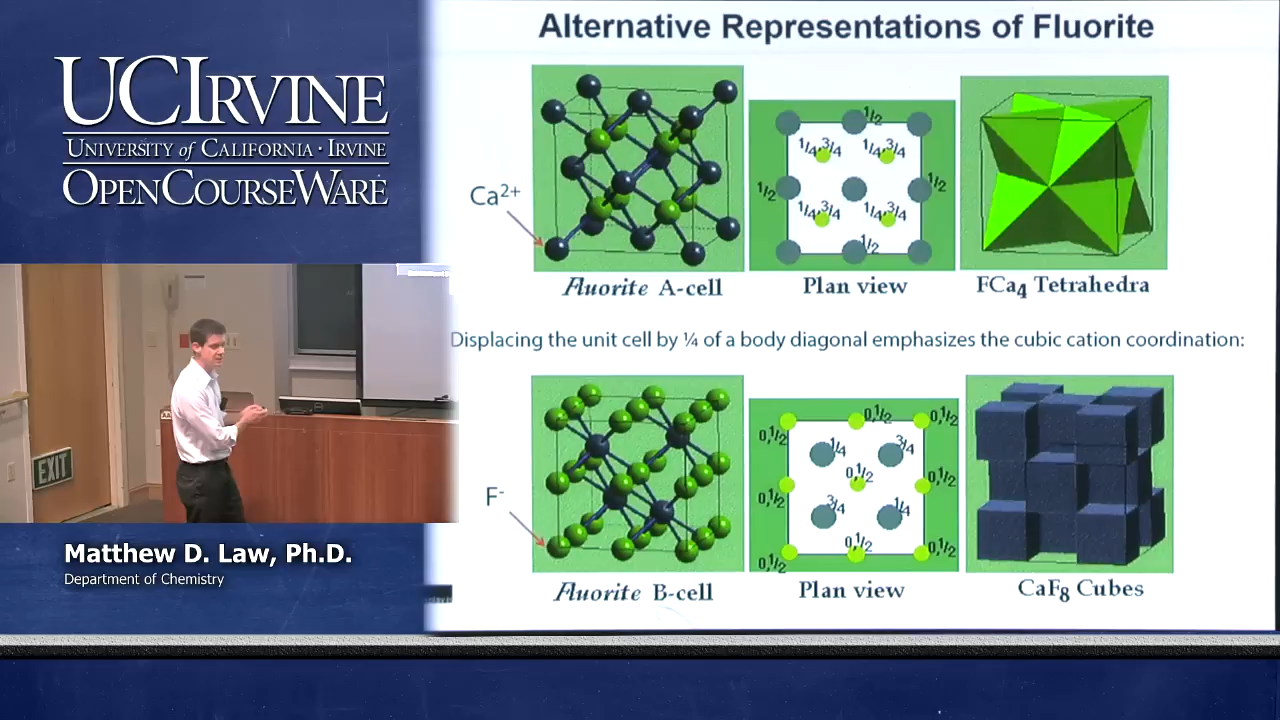 UCIRVINE
UNIVERSITY of CALIFORNIA · IRVINE
OPENCOURSEWARE
EXIT
Matthew D. Law, Ph.D.
Department of Chemistry
Alternative Representations of Fluorite
Ca2+
1/2
1/4 3/4 1/4 3/4
1/2 1/2
1/4 3/4 1/4 3/4
1/2
Fluorite A-cell
Plan view
FCa4 Tetrahedra
Displacing the unit cell by ¼ of a body diagonal emphasizes the cubic cation coordination:
F-
0,1/2 0,1/2
0,1/2 1/4 3/4
0,1/2 0,1/2
0,1/2 3/4 1/4
0,1/2 0,1/2
0,1/2
Fluorite B-cell
Plan view
CaF8 Cubes